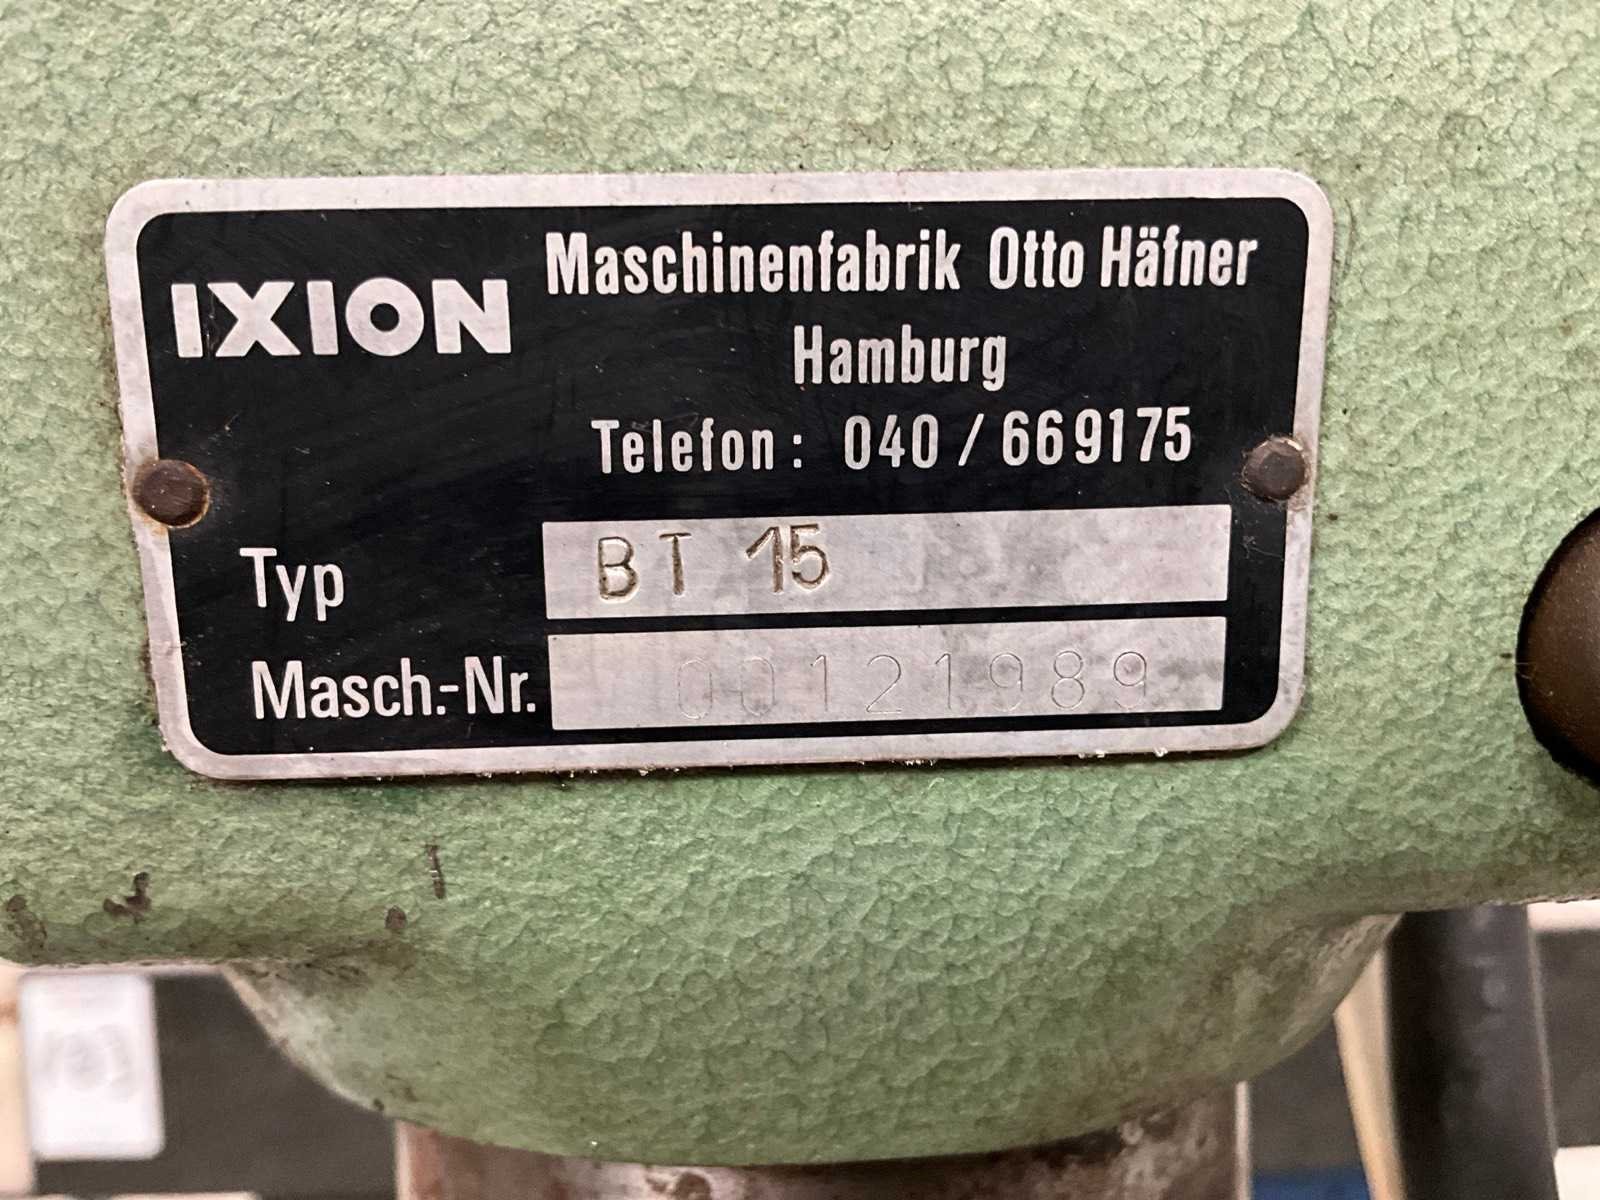 IXION
Maschinenfabrik Otto Häfner
Hamburg
Telefon: 040 / 669175
Typ BT 15
Masch.-Nr. 00121989